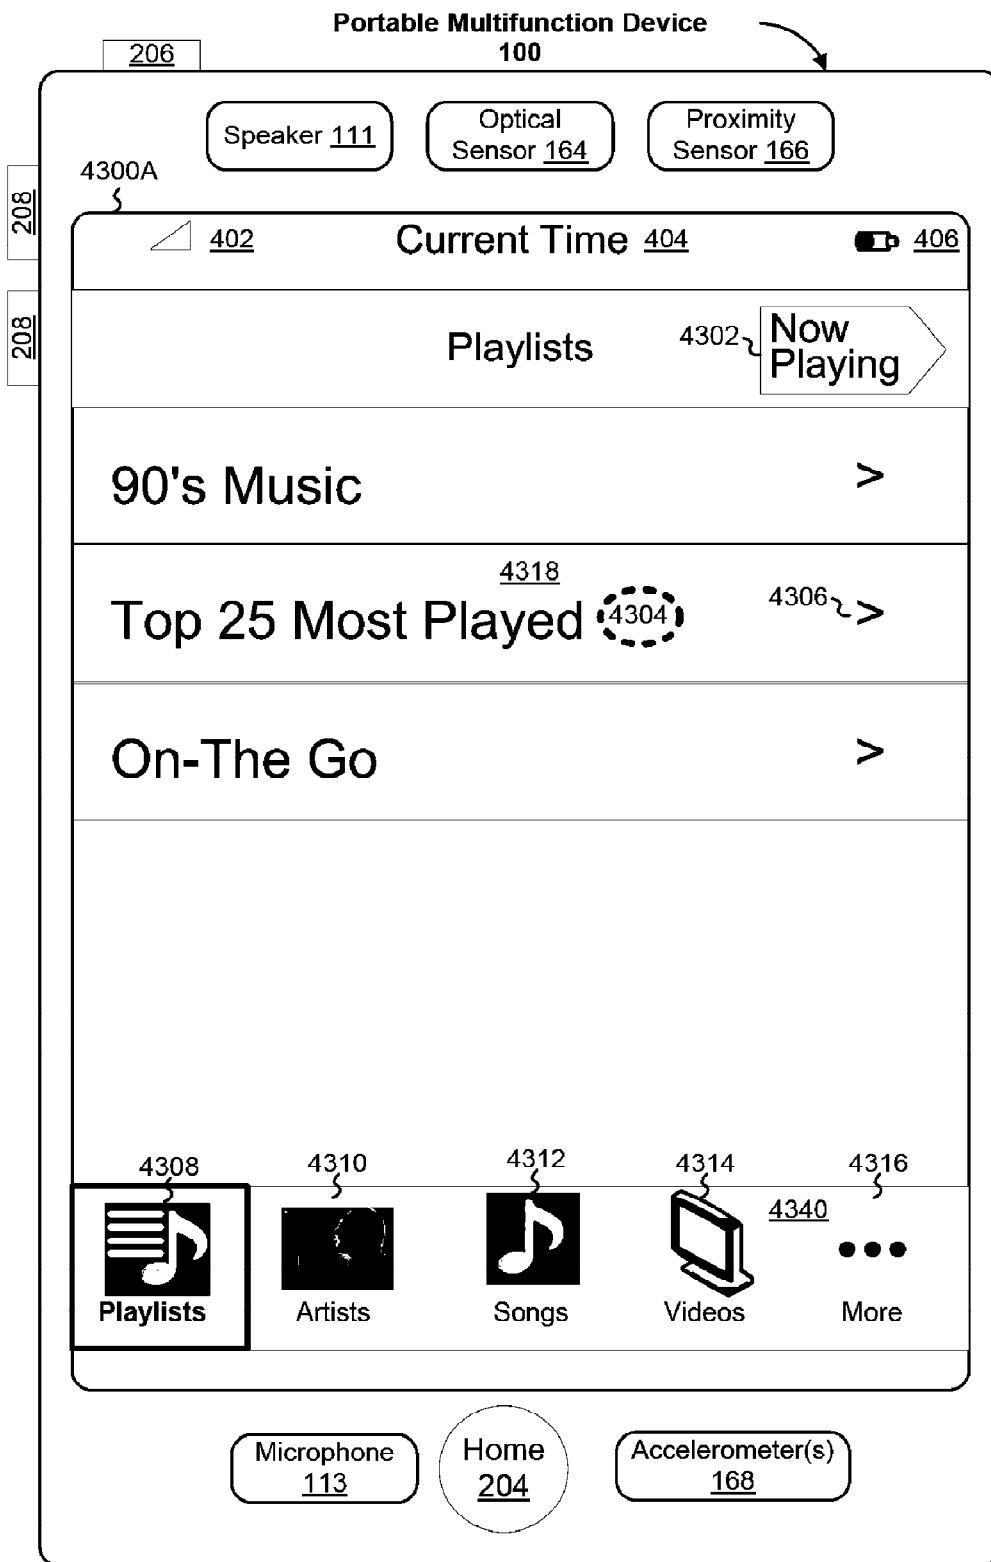 Portable Multifunction Device
100
206
Speaker 111
Optical
Sensor 164
Proximity
Sensor 166
208
208
4300A
402
Current Time 404
406
Playlists
4302
Now
Playing
90's Music >
4318
Top 25 Most Played 4304
4306 >
On-The Go >
4308
4310
4312
4314
4316
4340
Playlists
Artists
Songs
Videos
More
Microphone
113
Home
204
Accelerometer(s)
168